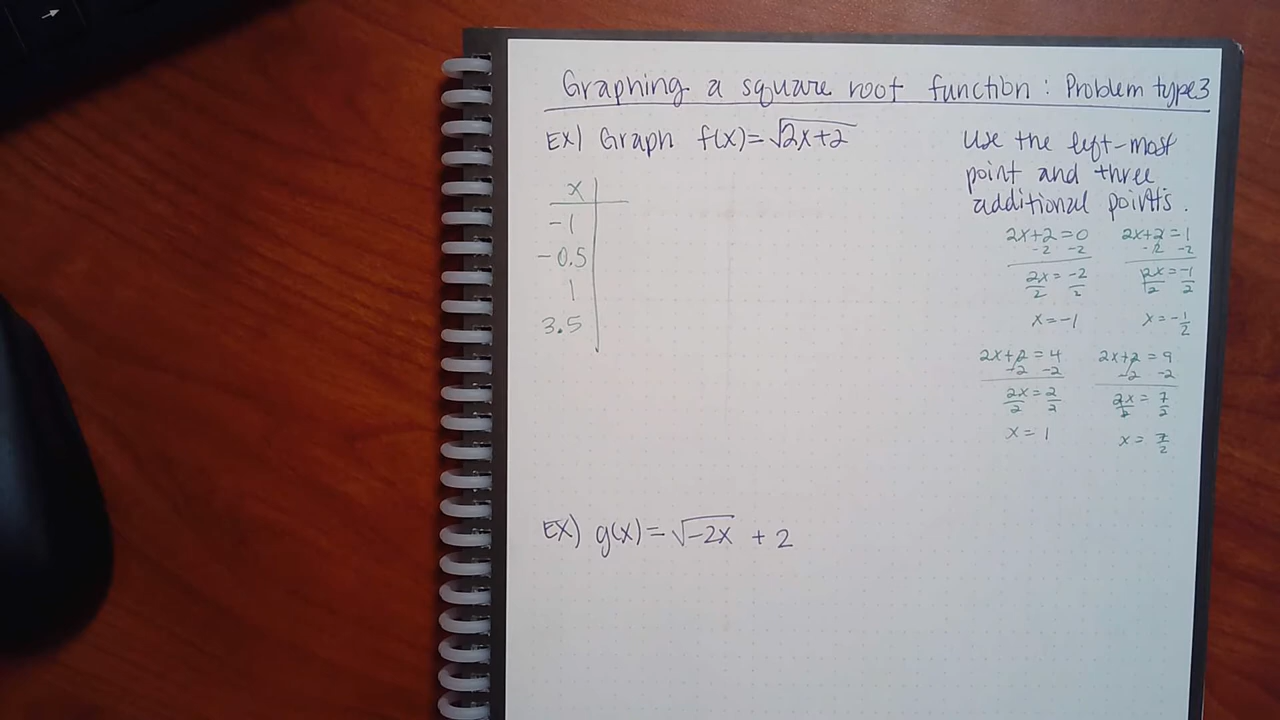 Graphing a square root function: Problem type 3
EX) Graph f(x)=√2x+2
Use the left-most
point and three
additional points.
x
-1
-0.5
1
3.5
2x+2=0
-2 -2
2x = -2
2 2
x=-1
2x+2=1
-2 -2
2x = -1
2 2
x=-1/2
2x+2=4
-2 -2
2x = 2
2 2
x= 1
2x+2=9
-2 -2
2x = 7
2 2
x= 7/2
EX) g(x)=√-2x + 2